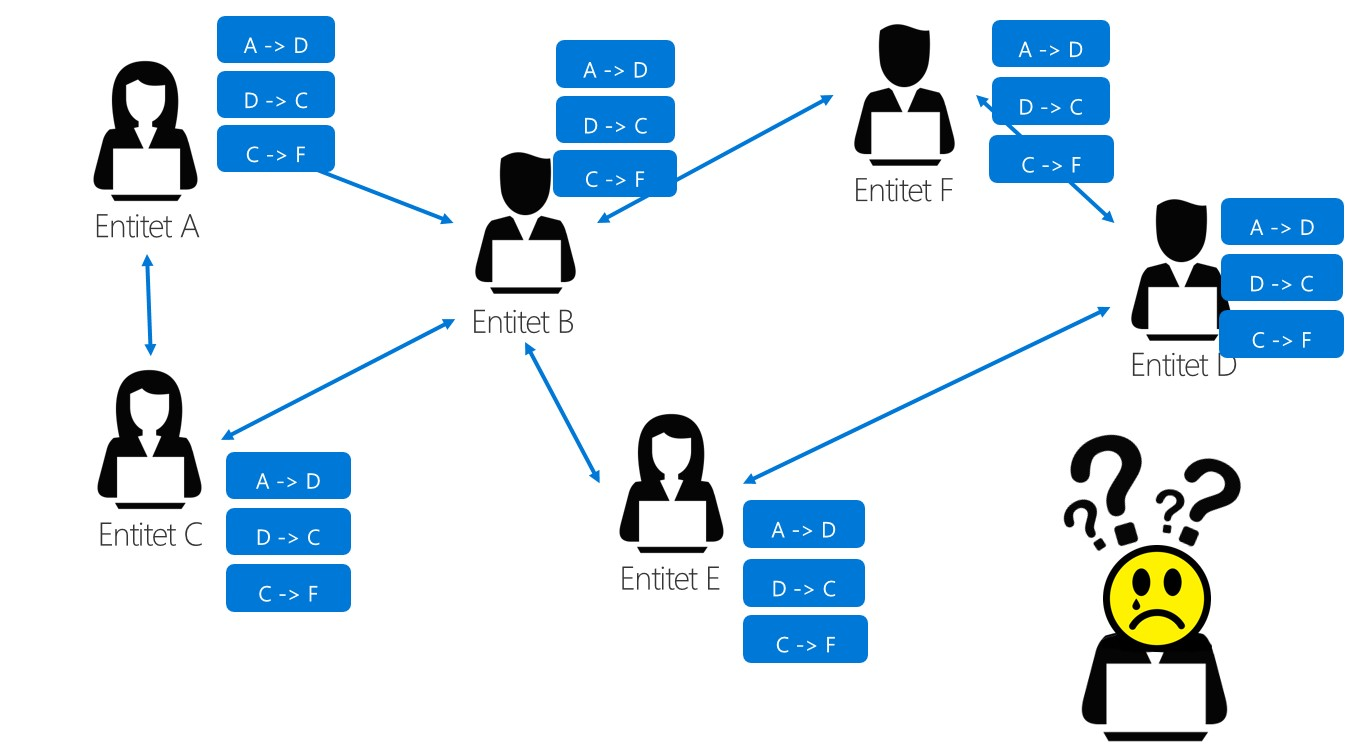 A -> D
D -> C
C -> F
Entitet A
A -> D
D -> C
C -> F
Entitet B
A -> D
D -> C
C -> F
Entitet F
A -> D
D -> C
C -> F
Entitet D
A -> D
D -> C
C -> F
Entitet C
A -> D
D -> C
C -> F
Entitet E
? ? ? ?